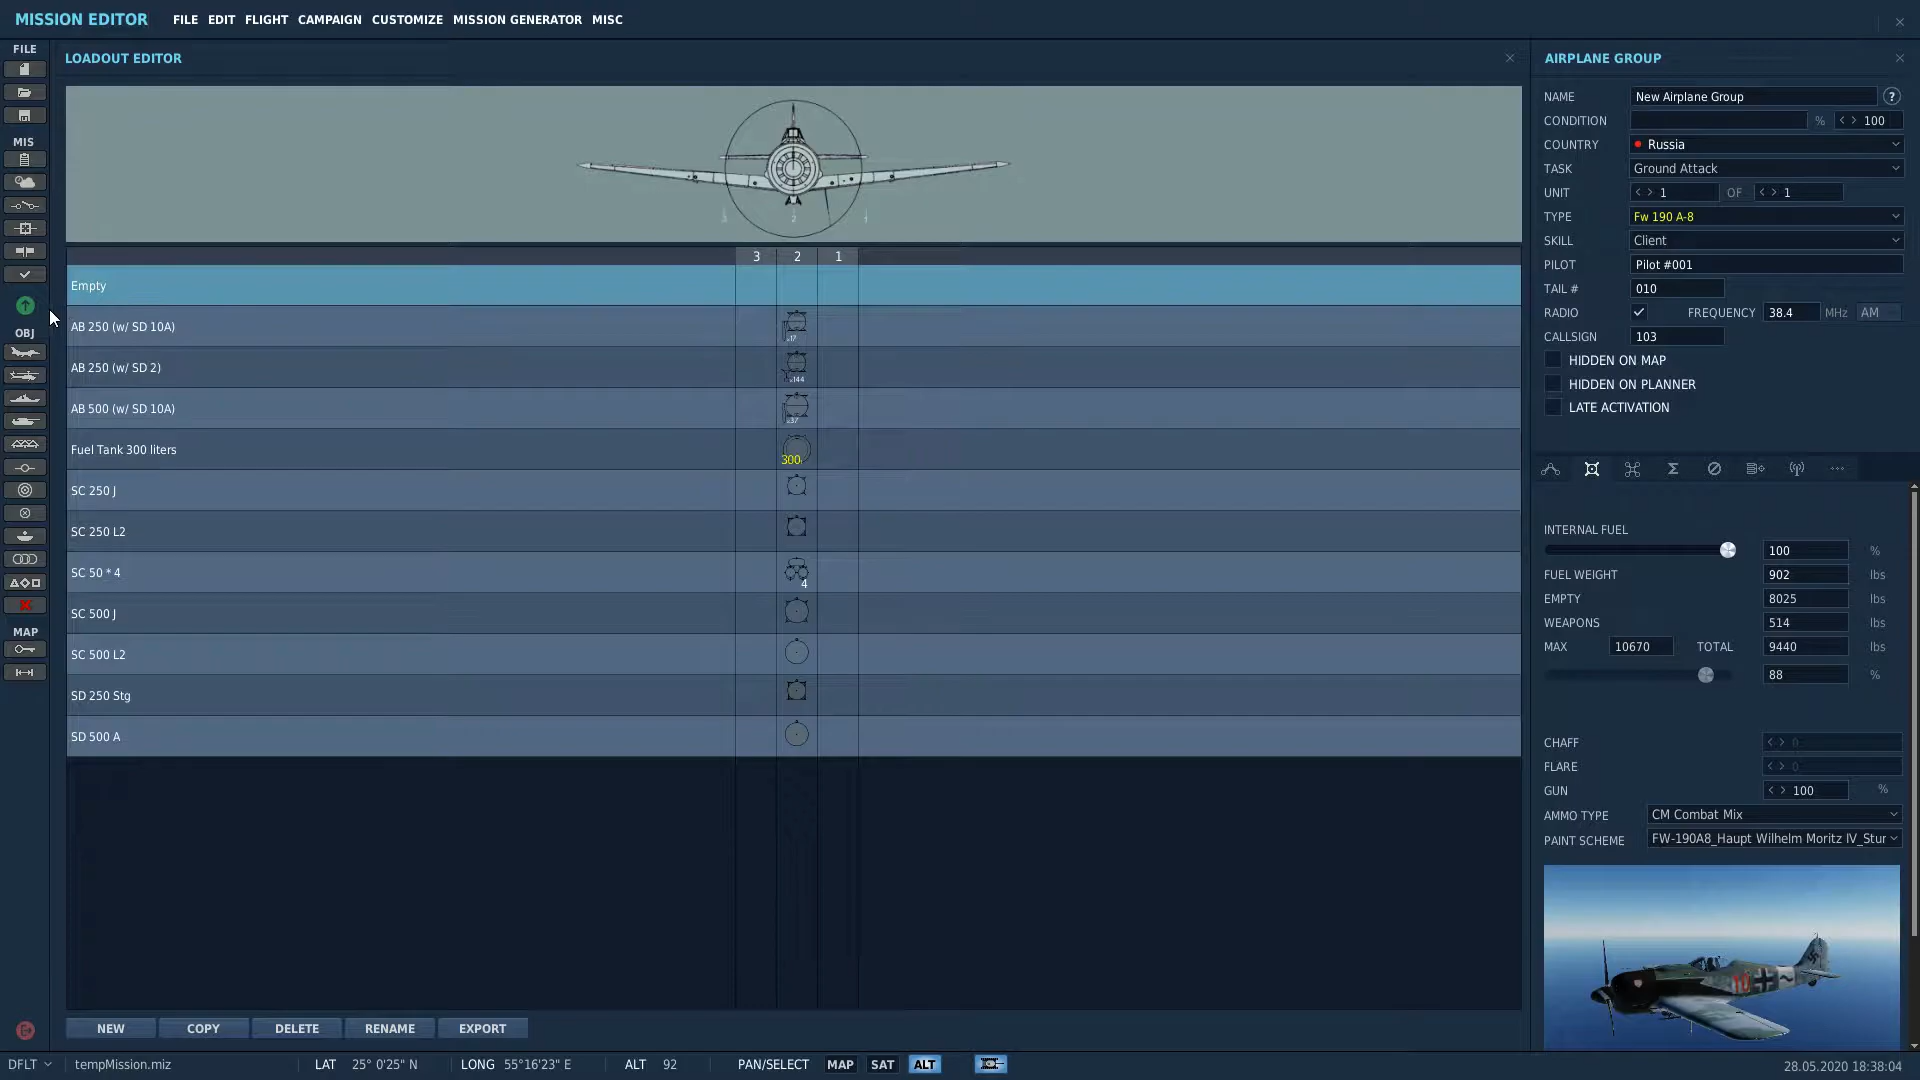 MISSION EDITOR FILE EDIT FLIGHT CAMPAIGN CUSTOMIZE MISSION GENERATOR MISC
FILE
MIS
OBJ
MAP
LOADOUT EDITOR
3 2 1
3 2 1
Empty
AB 250 (w/ SD 10A)
AB 250 (w/ SD 2)
x144
AB 500 (w/ SD 10A)
Fuel Tank 300 liters
300
SC 250 J
SC 250 L2
SC 50 * 4
4
SC 500 J
SC 500 L2
SD 250 Stg
SD 500 A
NEW COPY DELETE RENAME EXPORT
AIRPLANE GROUP
NAME New Airplane Group ?
CONDITION % < > 100
COUNTRY Russia
TASK Ground Attack
UNIT < > 1 OF < > 1
TYPE Fw 190 A-8
SKILL Client
PILOT Pilot #001
TAIL # 010
RADIO FREQUENCY 38.4 MHz AM
CALLSIGN 103
HIDDEN ON MAP
HIDDEN ON PLANNER
LATE ACTIVATION
INTERNAL FUEL
100 %
FUEL WEIGHT 902 lbs
EMPTY 8025 lbs
WEAPONS 514 lbs
MAX 10670 TOTAL 9440 lbs
88 %
CHAFF < > 0
FLARE < > 0
GUN < > 100 %
AMMO TYPE CM Combat Mix
PAINT SCHEME FW-190A8_Haupt Wilhelm Moritz IV_Stur
10
DFLT tempMission.miz LAT 25° 0'25" N LONG 55°16'23" E ALT 92 PAN/SELECT MAP SAT ALT 28.05.2020 18:38:04